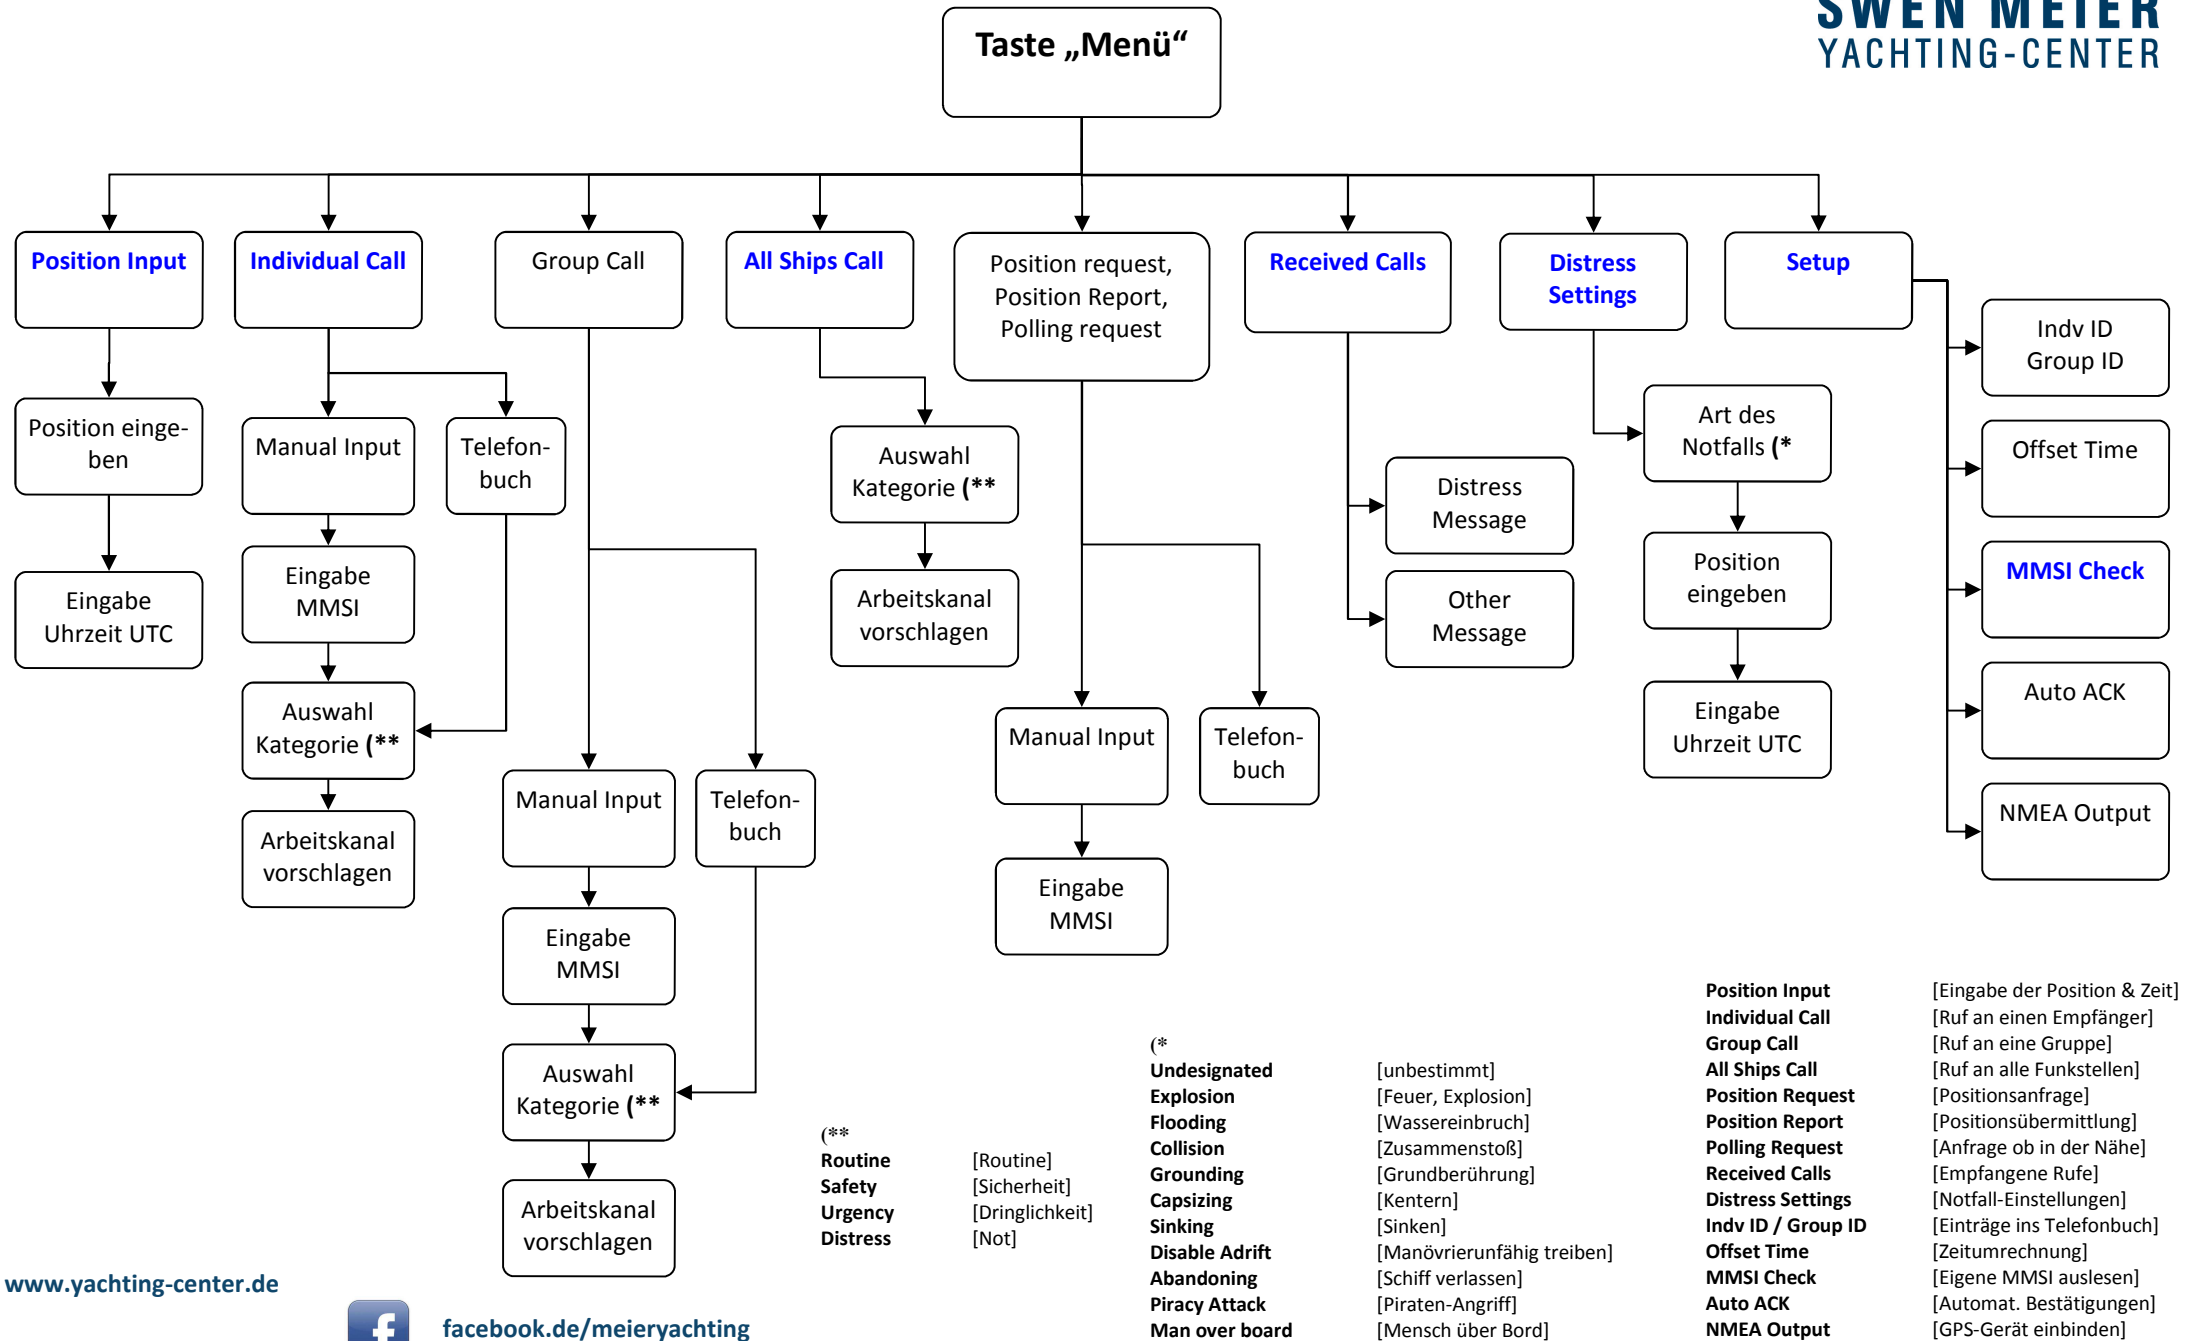 SWEN MEIER
YACHTING-CENTER
Taste „Menü“
Position Input
Individual Call
Group Call
All Ships Call
Position request,
Position Report,
Polling request
Received Calls
Distress
Settings
Setup
Position einge-
ben
Eingabe
Uhrzeit UTC
Manual Input
Telefon-
buch
Eingabe
MMSI
Auswahl
Kategorie (**
Arbeitskanal
vorschlagen
Manual Input
Telefon-
buch
Eingabe
MMSI
Auswahl
Kategorie (**
Arbeitskanal
vorschlagen
Auswahl
Kategorie (**
Arbeitskanal
vorschlagen
Manual Input
Telefon-
buch
Eingabe
MMSI
Distress
Message
Other
Message
Art des
Notfalls (*
Position
eingeben
Eingabe
Uhrzeit UTC
Indv ID
Group ID
Offset Time
MMSI Check
Auto ACK
NMEA Output
(**
Routine [Routine]
Safety [Sicherheit]
Urgency [Dringlichkeit]
Distress [Not]
(*
Undesignated [unbestimmt]
Explosion [Feuer, Explosion]
Flooding [Wassereinbruch]
Collision [Zusammenstoß]
Grounding [Grundberührung]
Capsizing [Kentern]
Sinking [Sinken]
Disable Adrift [Manövrierunfähig treiben]
Abandoning [Schiff verlassen]
Piracy Attack [Piraten-Angriff]
Man over board [Mensch über Bord]
Position Input [Eingabe der Position & Zeit]
Individual Call [Ruf an einen Empfänger]
Group Call [Ruf an eine Gruppe]
All Ships Call [Ruf an alle Funkstellen]
Position Request [Positionsanfrage]
Position Report [Positionsübermittlung]
Polling Request [Anfrage ob in der Nähe]
Received Calls [Empfangene Rufe]
Distress Settings [Notfall-Einstellungen]
Indv ID / Group ID [Einträge ins Telefonbuch]
Offset Time [Zeitumrechnung]
MMSI Check [Eigene MMSI auslesen]
Auto ACK [Automat. Bestätigungen]
NMEA Output [GPS-Gerät einbinden]
www.yachting-center.de
f
facebook.de/meieryachting